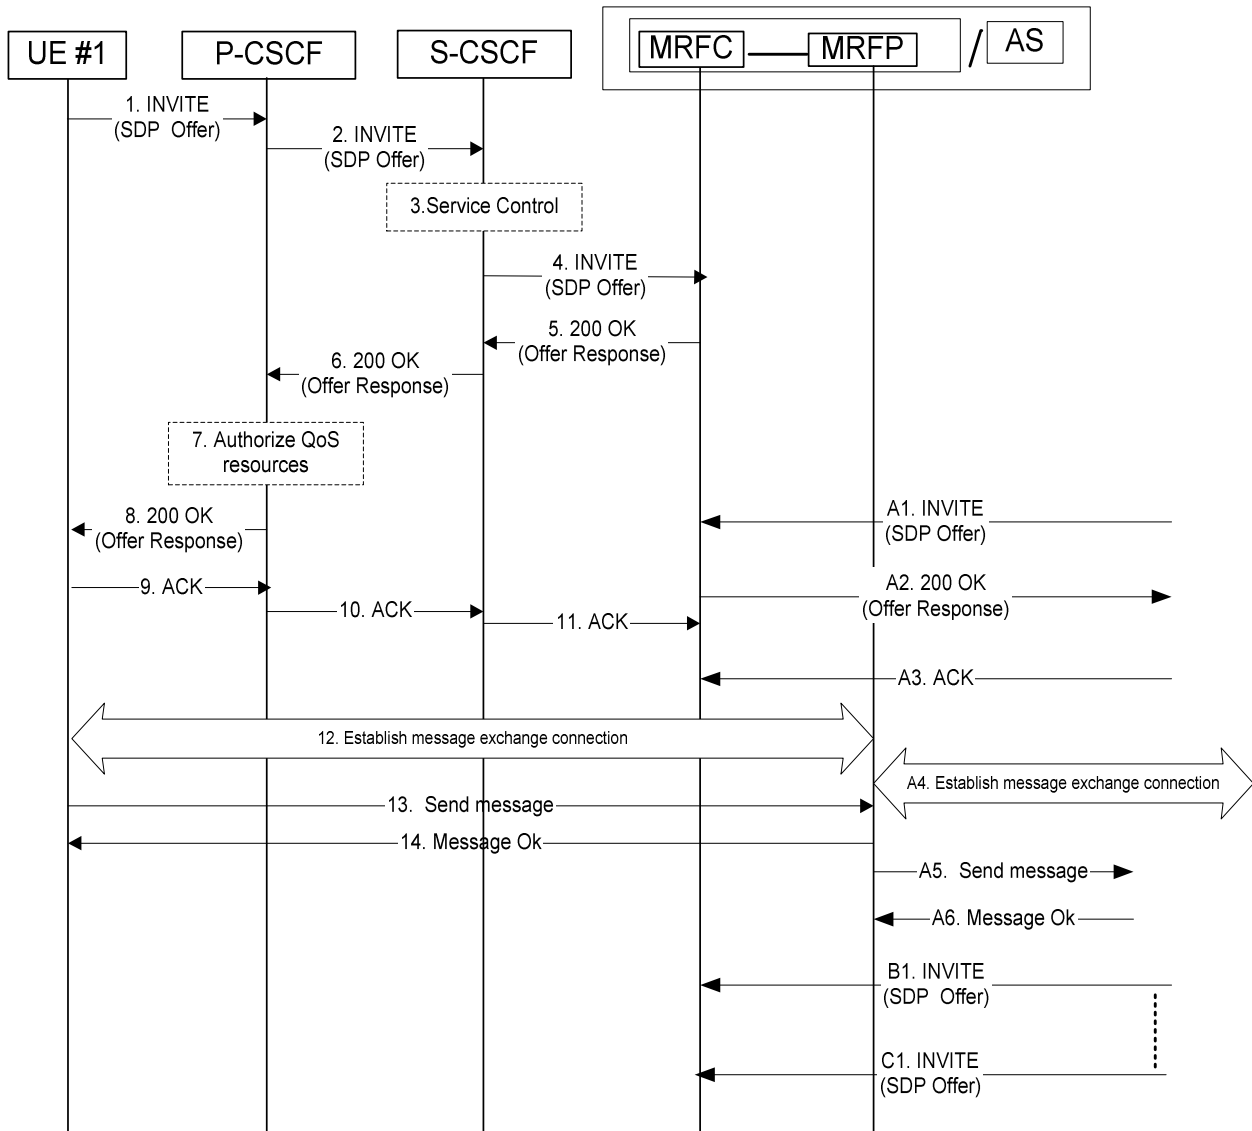 UE #1
P-CSCF
S-CSCF
MRFC
MRFP
/
AS
1. INVITE
(SDP Offer)
2. INVITE
(SDP Offer)
3.Service Control
4. INVITE
(SDP Offer)
5. 200 OK
(Offer Response)
6. 200 OK
(Offer Response)
7. Authorize QoS
resources
8. 200 OK
(Offer Response)
A1. INVITE
(SDP Offer)
9. ACK
A2. 200 OK
(Offer Response)
10. ACK
11. ACK
A3. ACK
12. Establish message exchange connection
A4. Establish message exchange connection
13. Send message
14. Message Ok
A5. Send message
A6. Message Ok
B1. INVITE
(SDP Offer)
C1. INVITE
(SDP Offer)